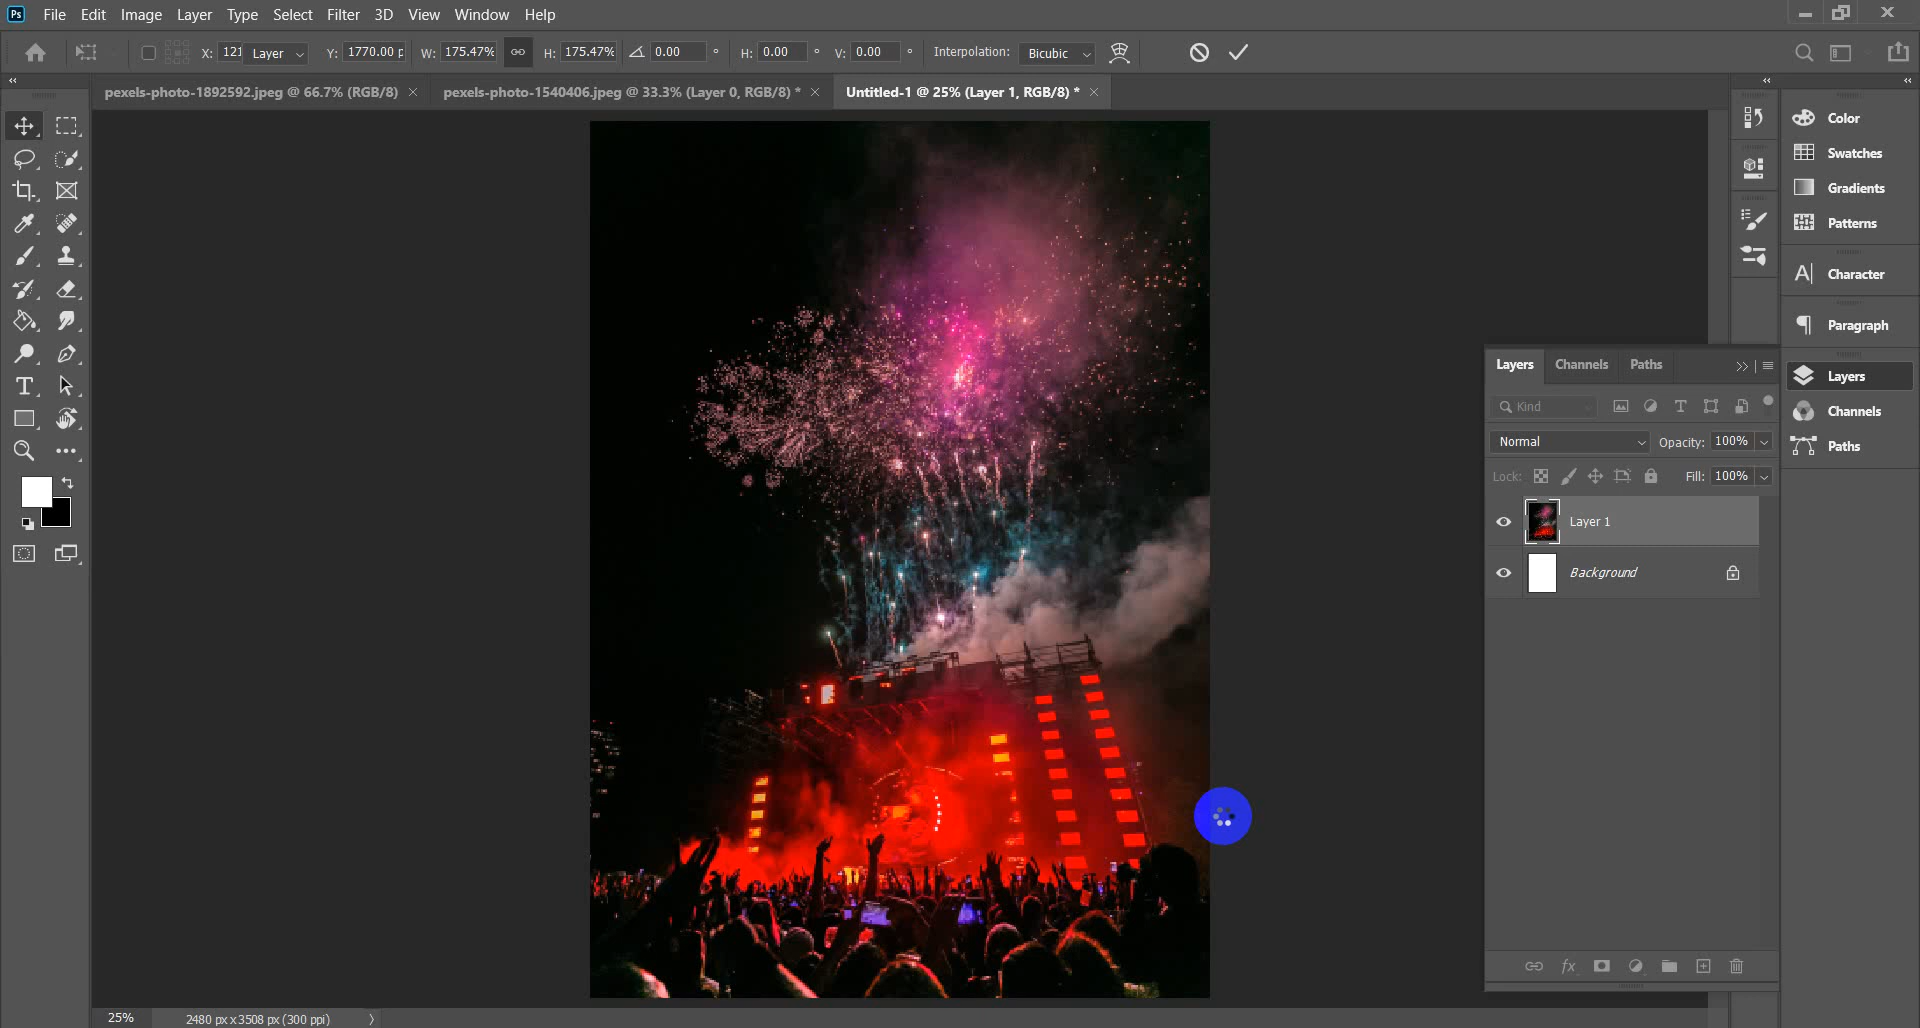 Ps File Edit Image Layer Type Select Filter 3D View Window Help
X: 121 Layer Y: 1770.00 p W: 175.47% H: 175.47% 0.00 ° H: 0.00 ° V: 0.00 ° Interpolation: Bicubic
pexels-photo-1892592.jpeg @ 66.7% (RGB/8) × pexels-photo-1540406.jpeg @ 33.3% (Layer 0, RGB/8) * × Untitled-1 @ 25% (Layer 1, RGB/8) * ×
Color
Swatches
Gradients
Patterns
Character
Paragraph
Layers
Channels
Paths
Layers Channels Paths
Kind
Normal Opacity: 100%
Lock: Fill: 100%
Layer 1
Background
fx
25% 2480 px x 3508 px (300 ppi)